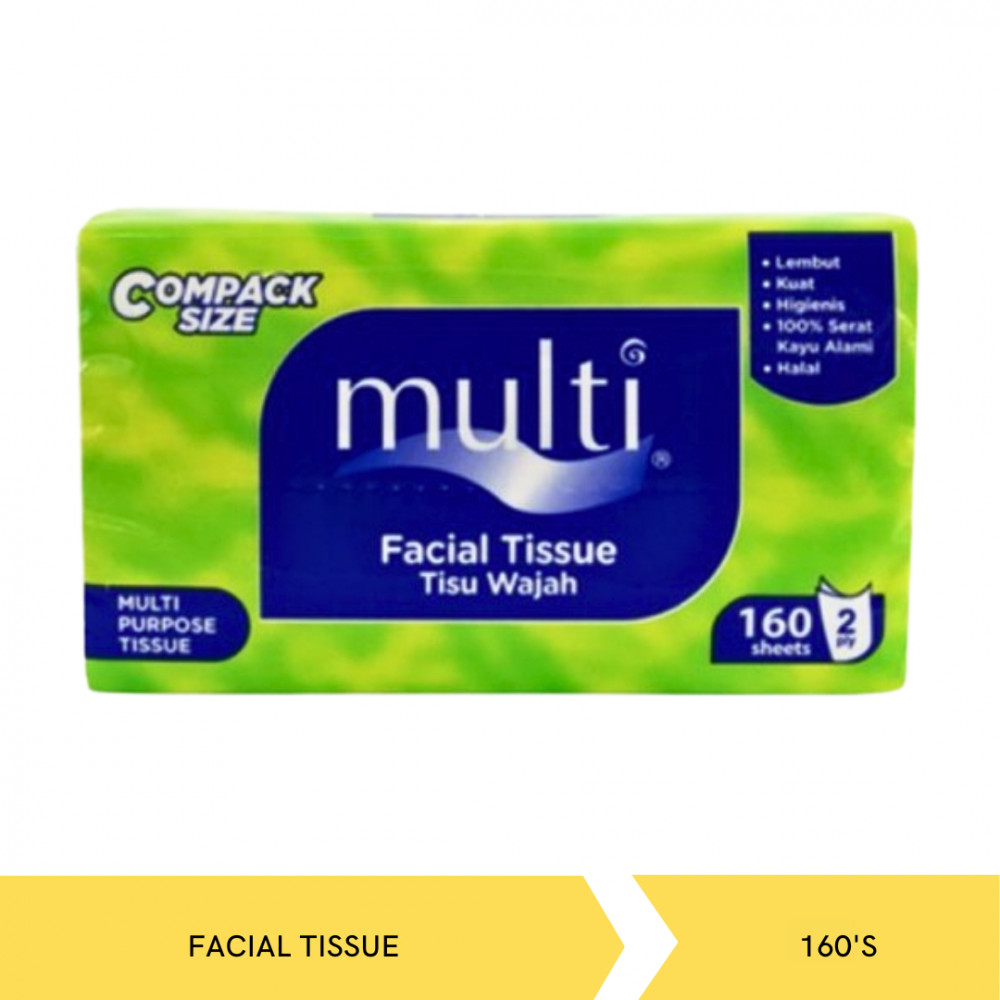 COMPACK
SIZE
• Lembut
• Kuat
• Higienis
• 100% Serat
Kayu Alami
• Halal
multi®
Facial Tissue
Tisu Wajah
MULTI
PURPOSE
TISSUE
160
sheets
2
ply
FACIAL TISSUE
160'S